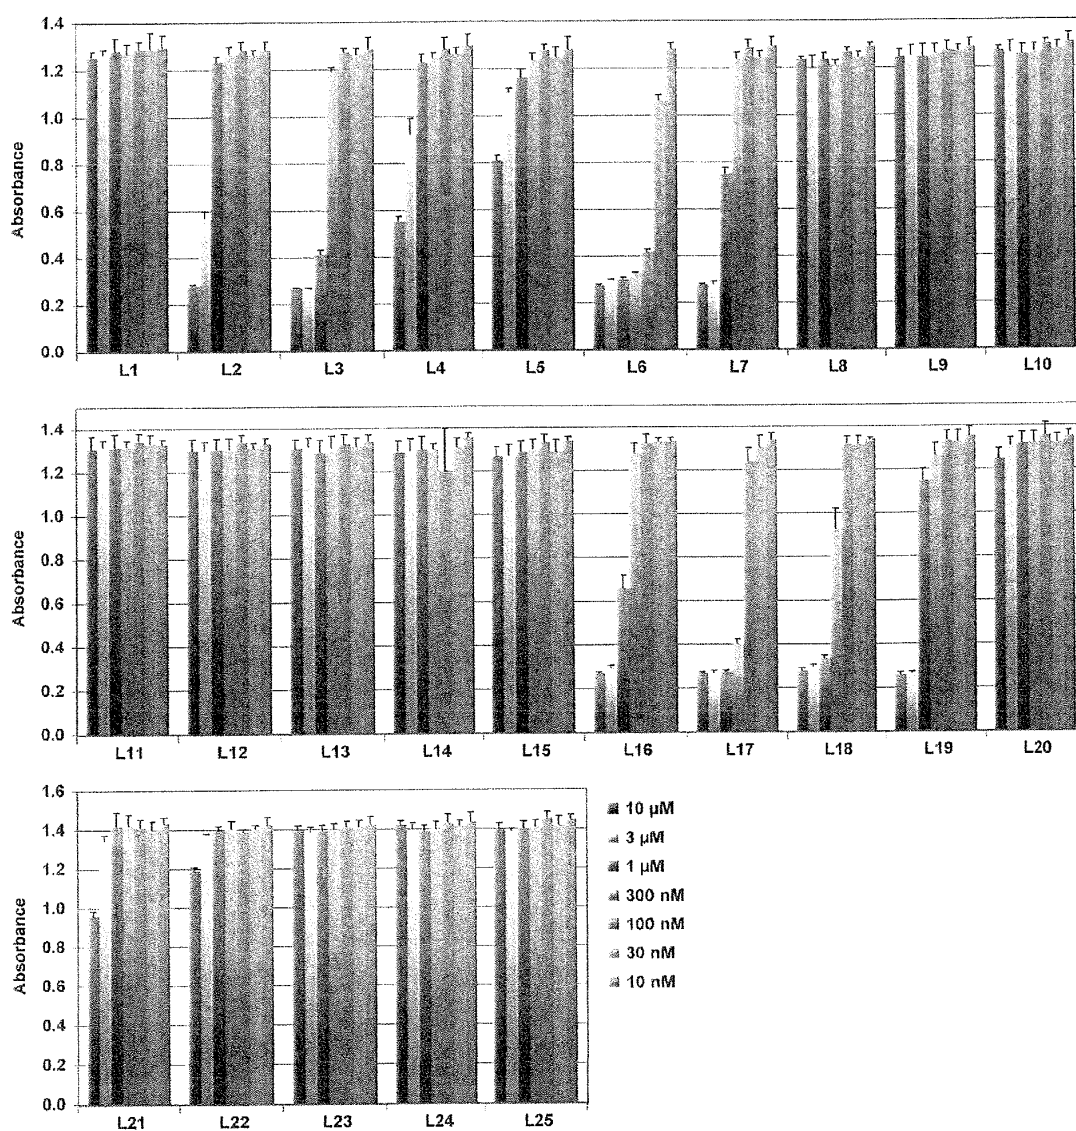 1.4
1.2
1.0
0.8
0.6
0.4
0.2
0.0
Absorbance
L1 L2 L3 L4 L5 L6 L7 L8 L9 L10
1.4
1.2
1.0
0.8
0.6
0.4
0.2
0.0
Absorbance
L11 L12 L13 L14 L15 L16 L17 L18 L19 L20
1.6
1.4
1.2
1.0
0.8
0.6
0.4
0.2
0.0
Absorbance
L21 L22 L23 L24 L25
10 µM
3 µM
1 µM
300 nM
100 nM
30 nM
10 nM